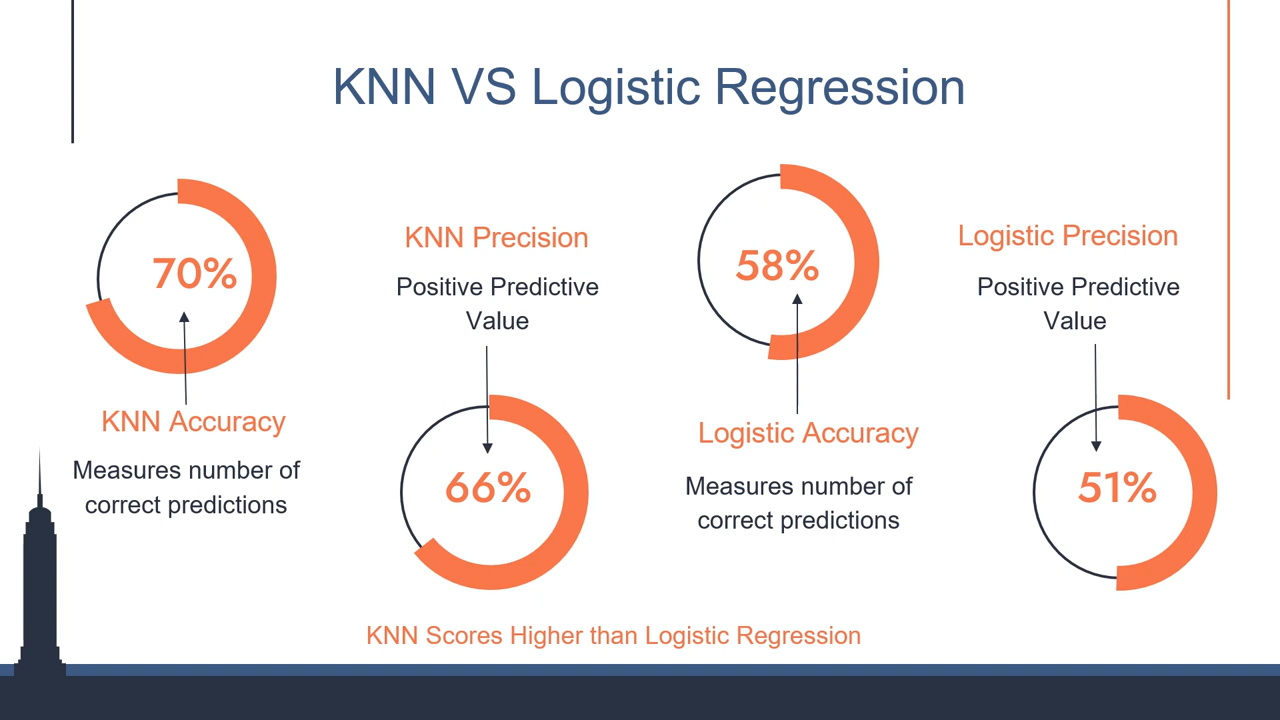 KNN VS Logistic Regression
70%
KNN Accuracy
Measures number of
correct predictions
KNN Precision
Positive Predictive
Value
66%
58%
Logistic Accuracy
Measures number of
correct predictions
Logistic Precision
Positive Predictive
Value
51%
KNN Scores Higher than Logistic Regression